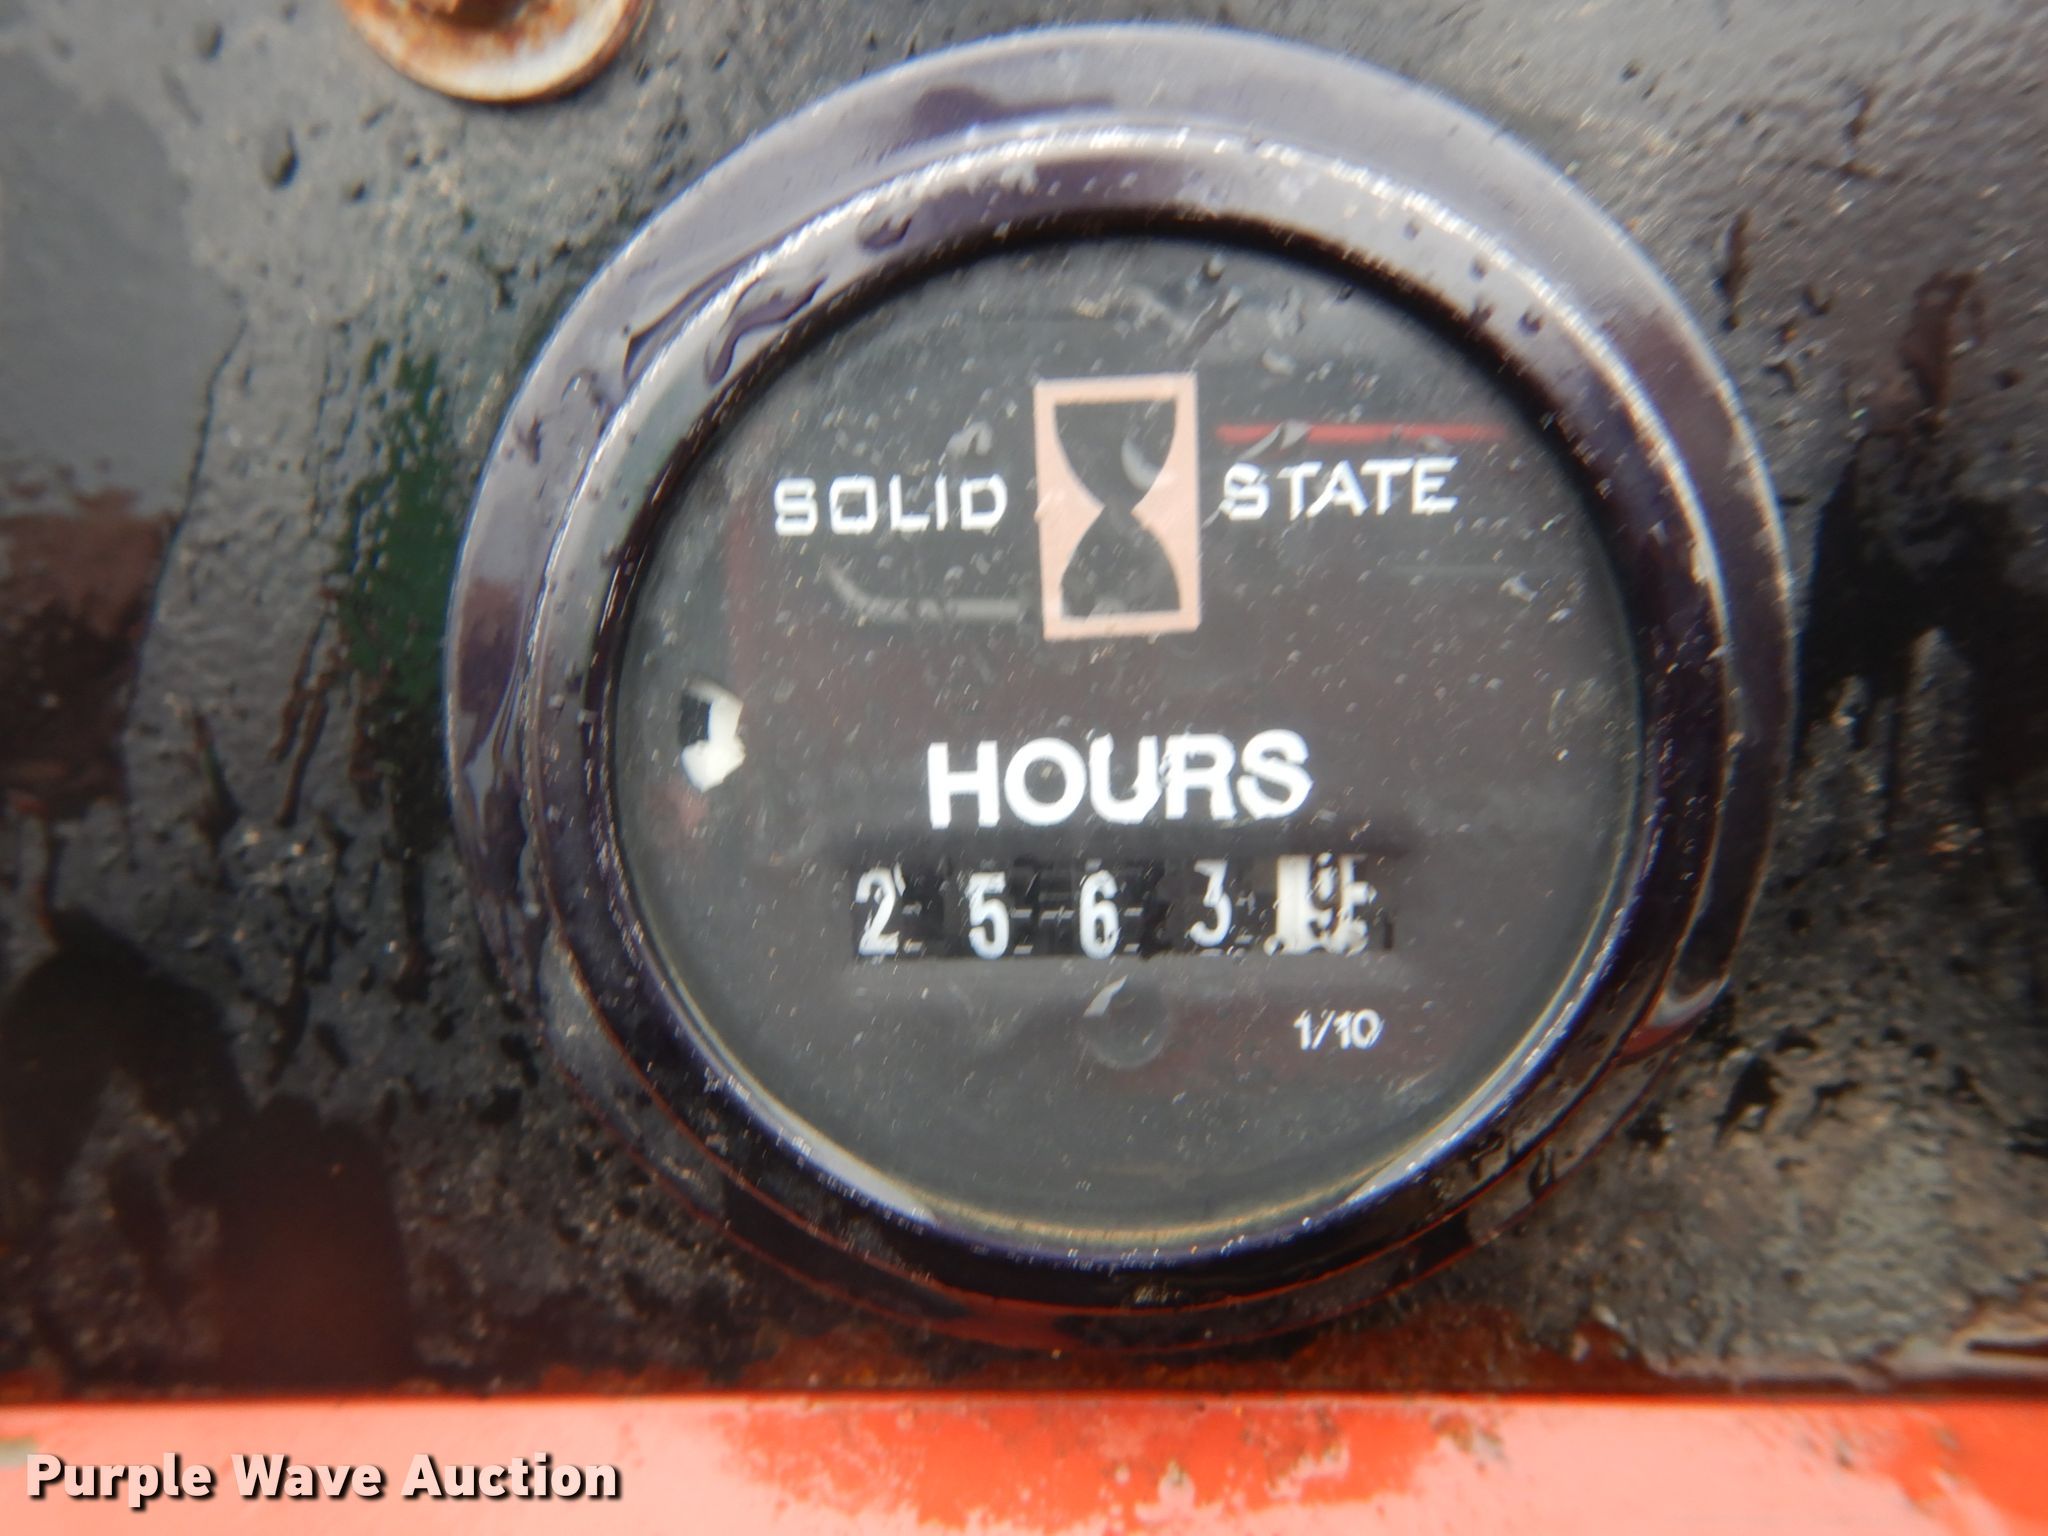 SOLID STATE
HOURS
2 5 6 3
1/10
Purple Wave Auction